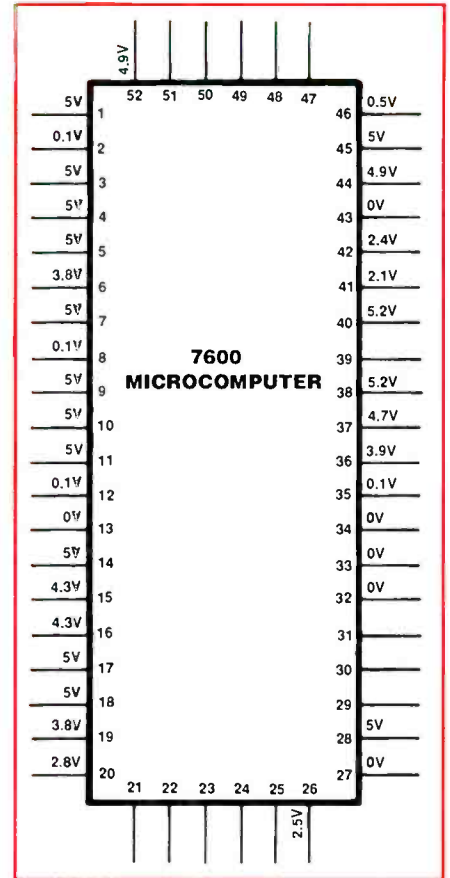 4.9V
52 51 50 49 48 47
5V 1 46 0.5V
0.1V 2 45 5V
5V 3 44 4.9V
5V 4 43 0V
5V 5 42 2.4V
3.8V 6 41 2.1V
5V 7 40 5.2V
0.1V 8 39
7600
MICROCOMPUTER
5V 9 38 5.2V
5V 10 37 4.7V
5V 11 36 3.9V
0.1V 12 35 0.1V
0V 13 34 0V
5V 14 33 0V
4.3V 15 32 0V
4.3V 16 31
5V 17 30
5V 18 29
3.8V 19 28 5V
2.8V 20 27 0V
21 22 23 24 25 26
2.5V